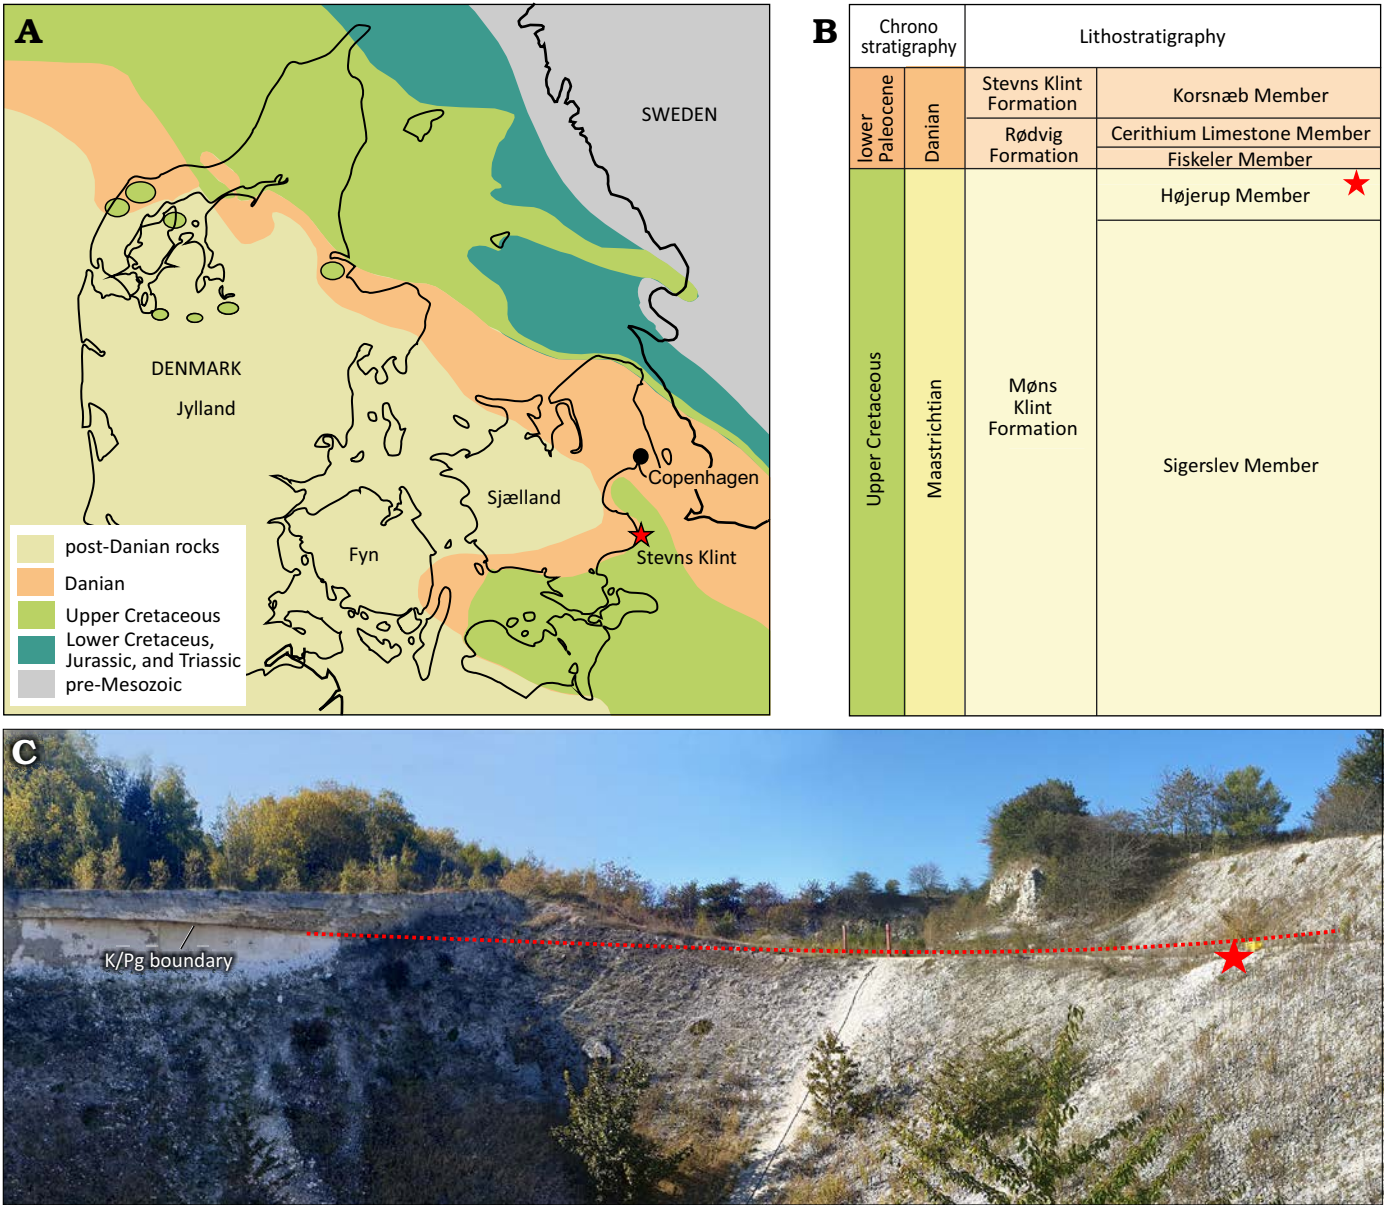 A
SWEDEN
DENMARK
Jylland
Copenhagen
Sjælland
Fyn
Stevns Klint
post-Danian rocks
Danian
Upper Cretaceous
Lower Cretaceus,
Jurassic, and Triassic
pre-Mesozoic
B
Chrono
stratigraphy
Lithostratigraphy
lower
Paleocene
Danian
Stevns Klint
Formation
Korsnæb Member
Rødvig
Formation
Cerithium Limestone Member
Fiskeler Member
Upper Cretaceous
Maastrichtian
Møns
Klint
Formation
Højerup Member
Sigerslev Member
C
K/Pg boundary